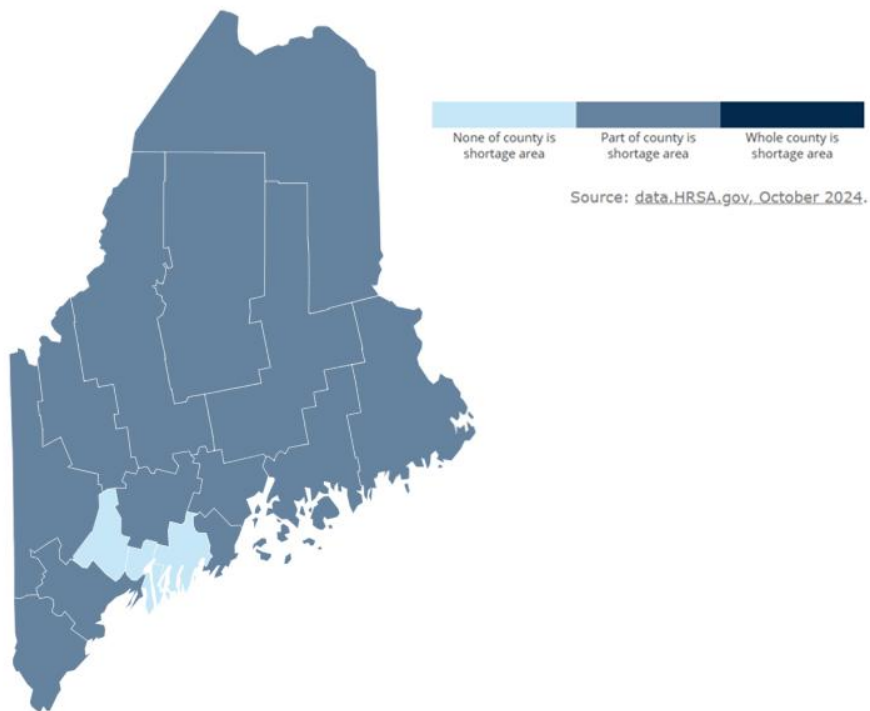 None of county is
shortage area
Part of county is
shortage area
Whole county is
shortage area
Source: data.HRSA.gov, October 2024.